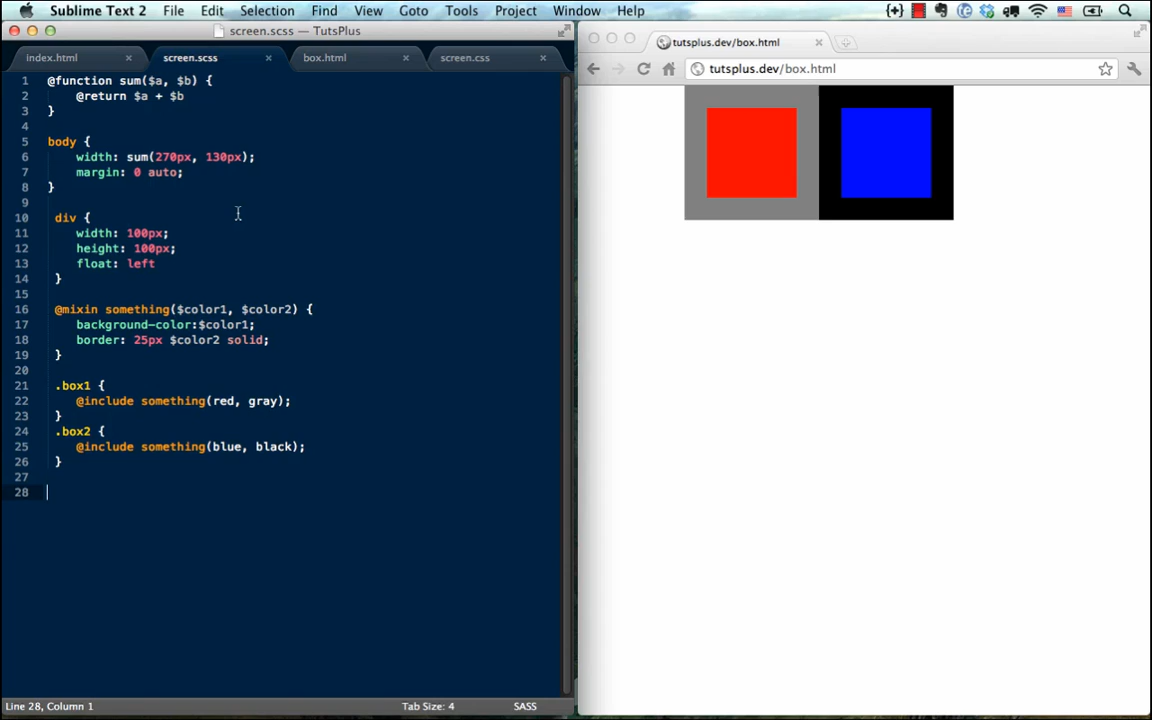 Sublime Text 2 File Edit Selection Find View Goto Tools Project Window Help
screen.scss — TutsPlus
index.html screen.scss box.html screen.css
1 @function sum($a, $b) {
2 @return $a + $b
3 }
4
5 body {
6 width: sum(270px, 130px);
7 margin: 0 auto;
8 }
9
10 div {
11 width: 100px;
12 height: 100px;
13 float: left
14 }
15
16 @mixin something($color1, $color2) {
17 background-color:$color1;
18 border: 25px $color2 solid;
19 }
20
21 .box1 {
22 @include something(red, gray);
23 }
24 .box2 {
25 @include something(blue, black);
26 }
27
28
Line 28, Column 1 Tab Size: 4 SASS
tutsplus.dev/box.html
tutsplus.dev/box.html